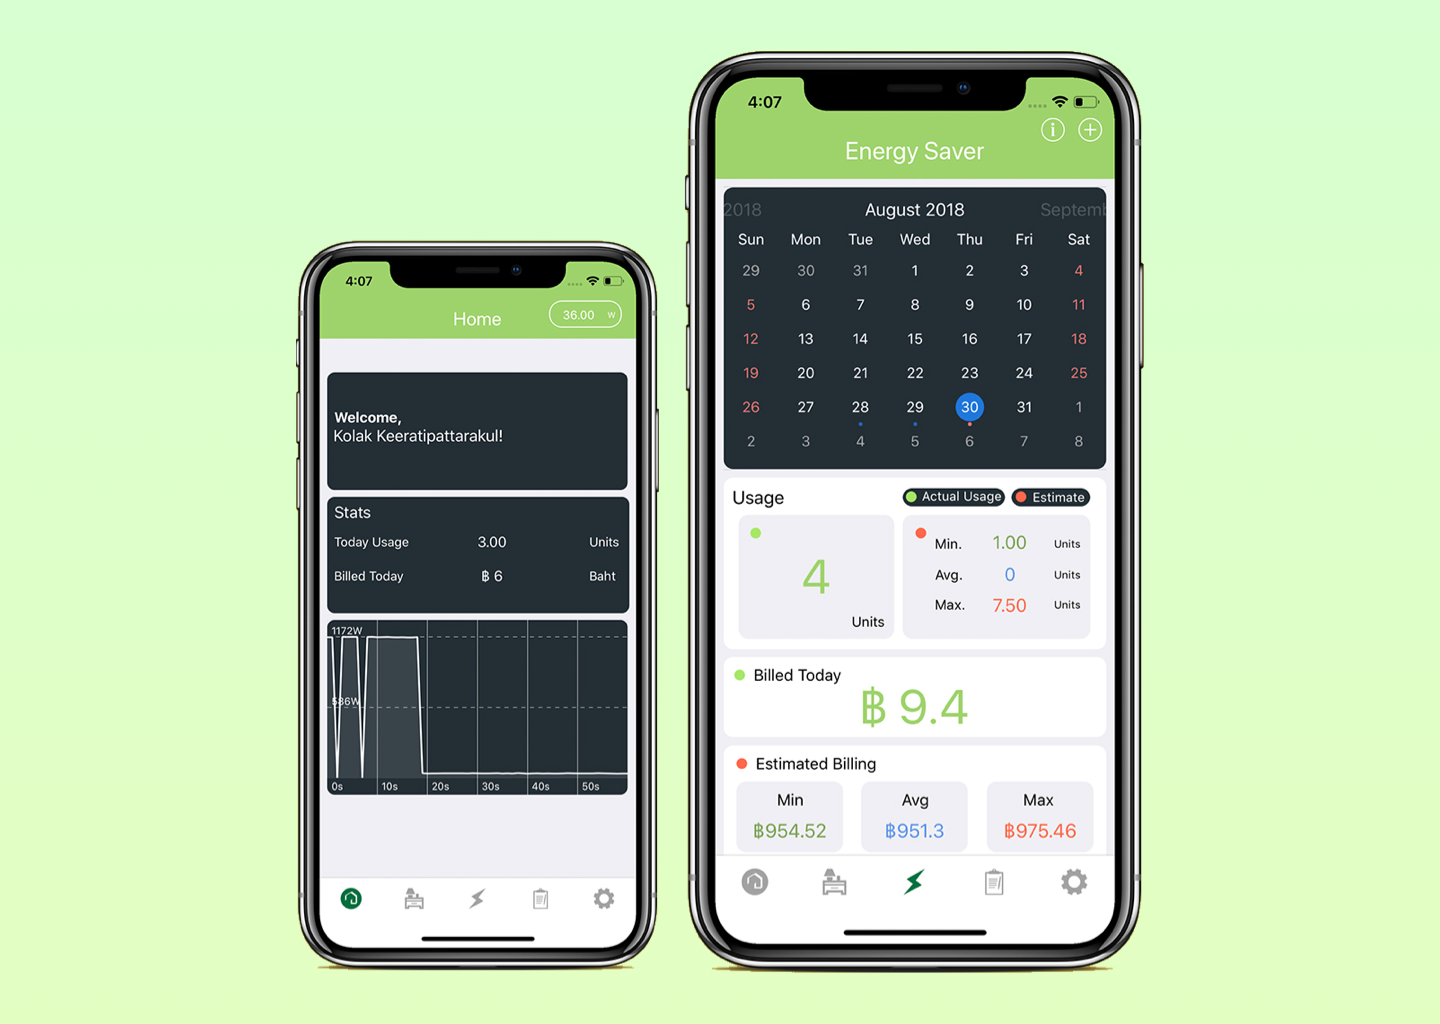 4:07
Home
36.00 W
Welcome,
Kolak Keeratipattarakul!
Stats
Today Usage 3.00 Units
Billed Today ฿ 6 Baht
1172W
586W
0s 10s 20s 30s 40s 50s
4:07
Energy Saver
2018 August 2018 Septemb
Sun Mon Tue Wed Thu Fri Sat
29 30 31 1 2 3 4
5 6 7 8 9 10 11
12 13 14 15 16 17 18
19 20 21 22 23 24 25
26 27 28 29 30 31 1
2 3 4 5 6 7 8
Usage Actual Usage Estimate
4
Units
Min. 1.00 Units
Avg. 0 Units
Max. 7.50 Units
Billed Today
฿ 9.4
Estimated Billing
Min Avg Max
฿954.52 ฿951.3 ฿975.46